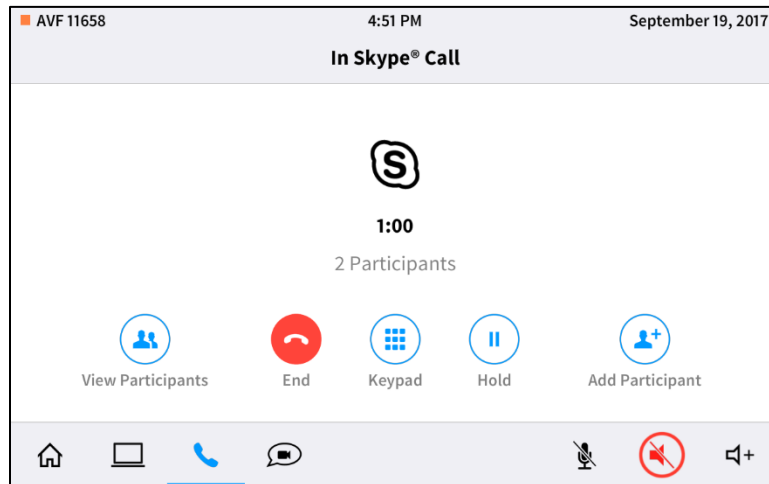 AVF 11658 4:51 PM September 19, 2017
In Skype® Call
S
1:00
2 Participants
View Participants End Keypad Hold Add Participant